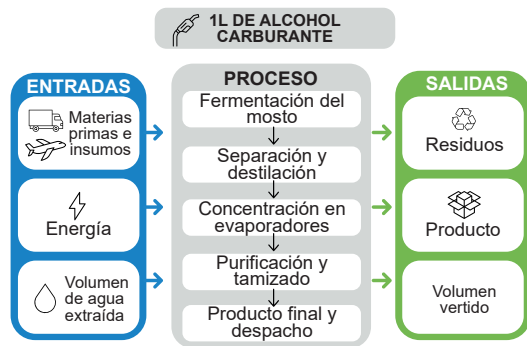 1L DE ALCOHOL
CARBURANTE
ENTRADAS
Materias
primas e
insumos
Energía
Volumen
de agua
extraída
PROCESO
Fermentación del
mosto
Separación y
destilación
Concentración en
evaporadores
Purificación y
tamizado
Producto final y
despacho
SALIDAS
Residuos
Producto
Volumen
vertido